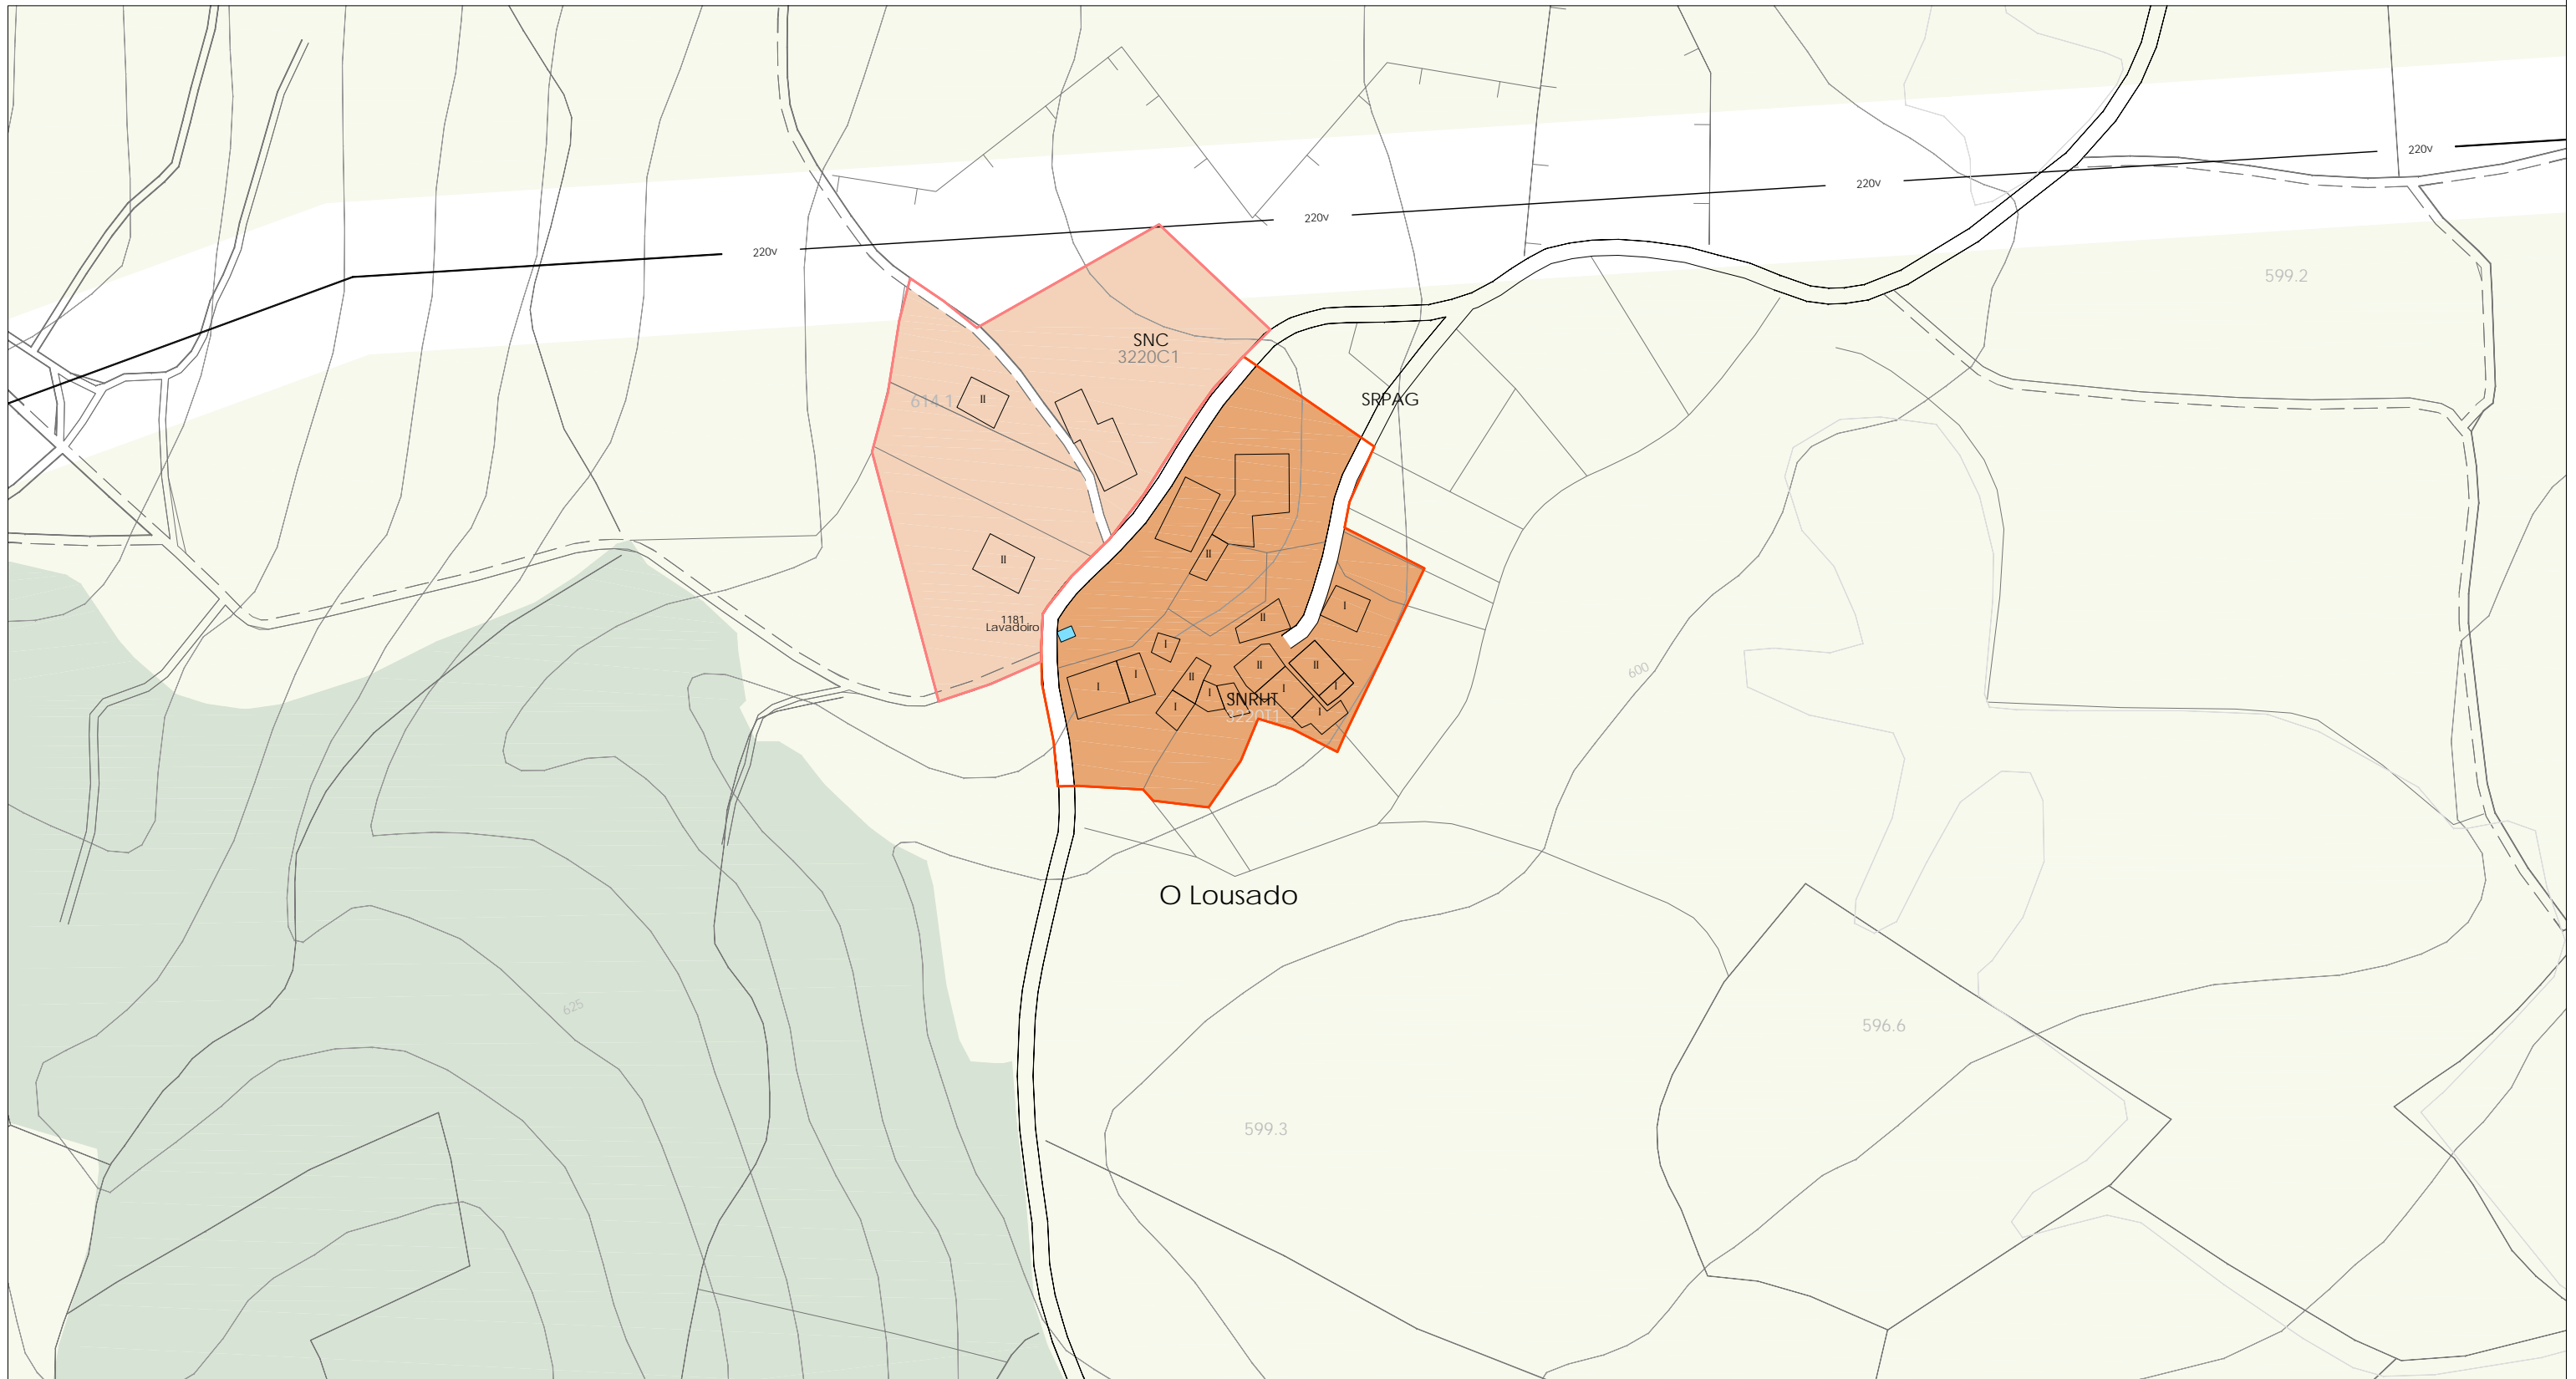 220v
220v
220v
220v
599.2
SNC
3220C1
614.1
II
SRPAG
II
II
1181
Lavadoiro
I
II
I
II
II
I
I
II
I
I
I
I
I
SNRHT
3220T1
600
O Lousado
625
596.6
599.3